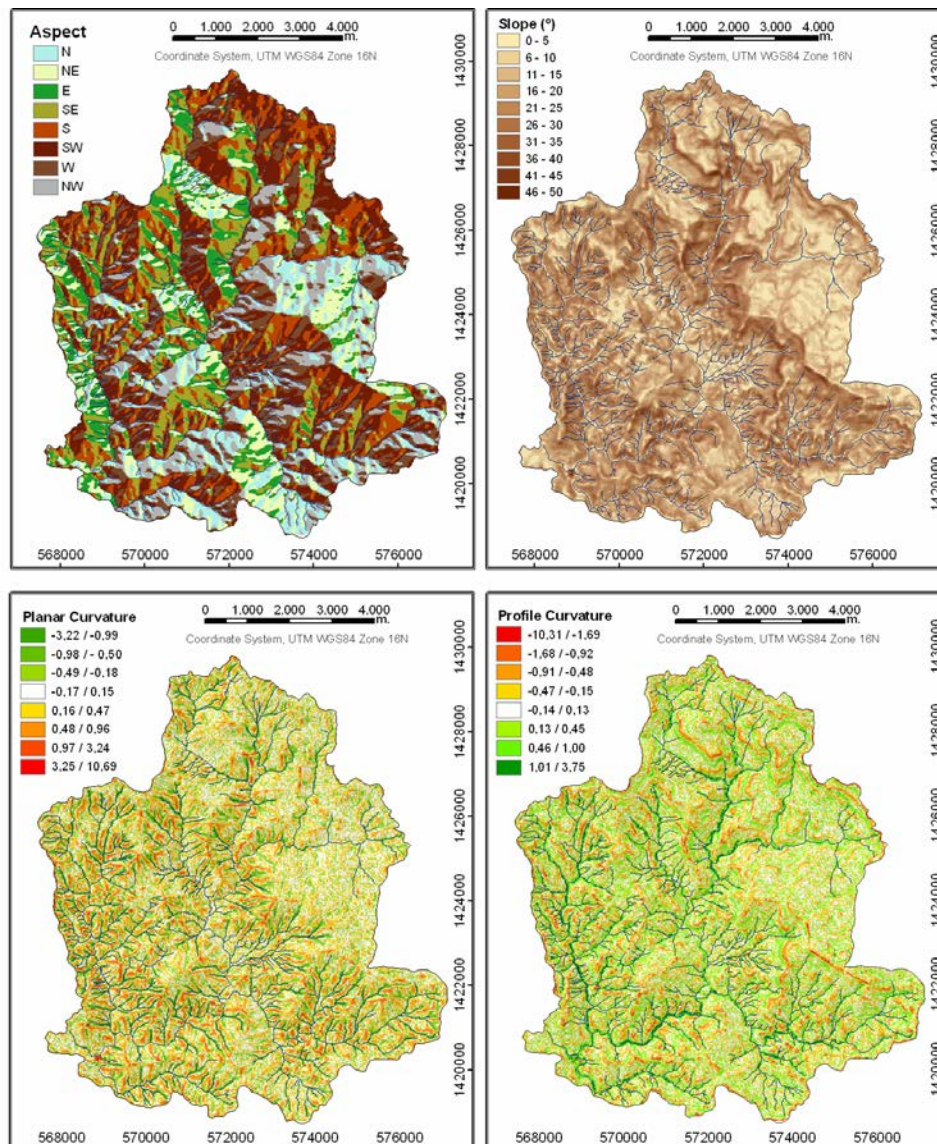 Aspect
N
NE
E
SE
S
SW
W
NW
0 1.000 2.000 3.000 4.000
m.
Coordinate System, UTM WGS84 Zone 16N
1430000
1428000
1426000
1424000
1422000
1420000
568000 570000 572000 574000 576000
Slope (º)
0 - 5
6 - 10
11 - 15
16 - 20
21 - 25
26 - 30
31 - 35
36 - 40
41 - 45
46 - 50
0 1.000 2.000 3.000 4.000
m.
Coordinate System, UTM WGS84 Zone 16N
1430000
1428000
1426000
1424000
1422000
1420000
568000 570000 572000 574000 576000
Planar Curvature
-3,22 / -0,99
-0,98 / - 0,50
-0,49 / -0,18
-0,17 / 0,15
0,16 / 0,47
0,48 / 0,96
0,97 / 3,24
3,25 / 10,69
0 1.000 2.000 3.000 4.000
m.
Coordinate System, UTM WGS84 Zone 16N
1430000
1428000
1426000
1424000
1422000
1420000
568000 570000 572000 574000 576000
Profile Curvature
-10,31 / -1,69
-1,68 / -0,92
-0,91 / -0,48
-0,47 / -0,15
-0,14 / 0,13
0,13 / 0,45
0,46 / 1,00
1,01 / 3,75
0 1.000 2.000 3.000 4.000
m.
Coordinate System, UTM WGS84 Zone 16N
1430000
1428000
1426000
1424000
1422000
1420000
568000 570000 572000 574000 576000